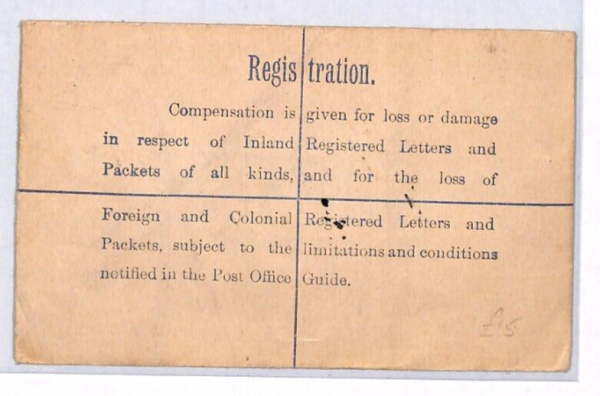 Registration.
Compensation is given for loss or damage
in respect of Inland Registered Letters and
Packets of all kinds, and for the loss of
Foreign and Colonial Registered Letters and
Packets, subject to the limitations and conditions
notified in the Post Office Guide.
£15